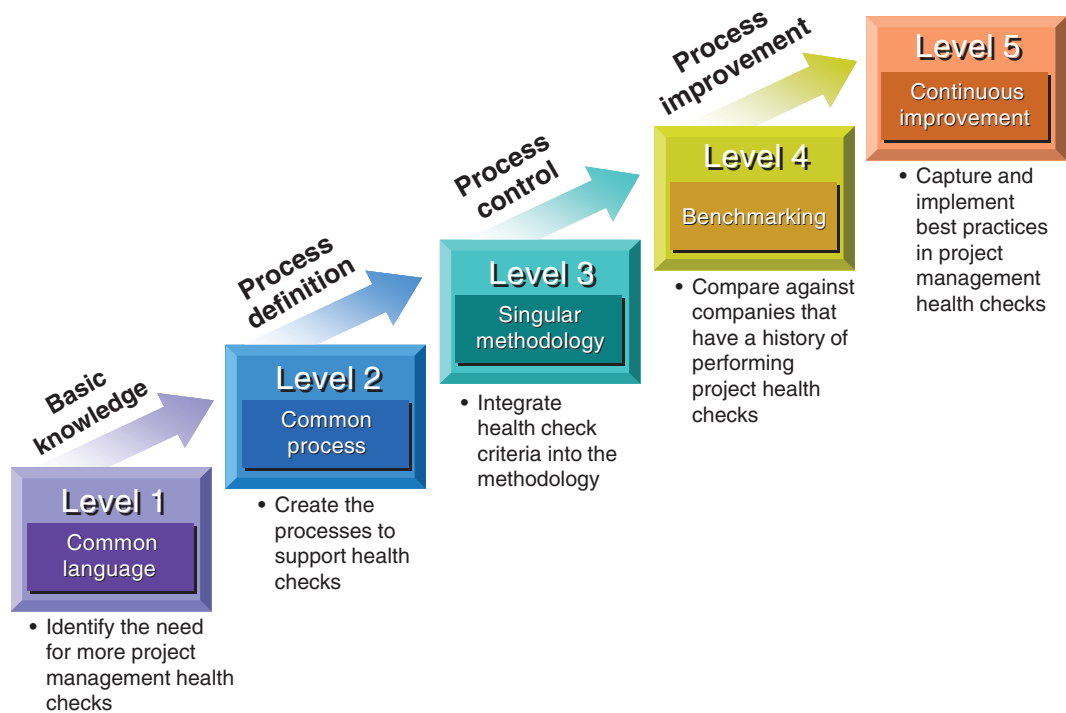 Level 1
Common
language
• Identify the need
for more project
management health
checks
Basic
knowledge
Level 2
Common
process
• Create the
processes to
support health
checks
Process
definition
Level 3
Singular
methodology
• Integrate
health check
criteria into the
methodology
Process
control
Level 4
Benchmarking
• Compare against
companies that
have a history of
performing
project health
checks
Process
improvement
Level 5
Continuous
improvement
• Capture and
implement
best practices
in project
management
health checks